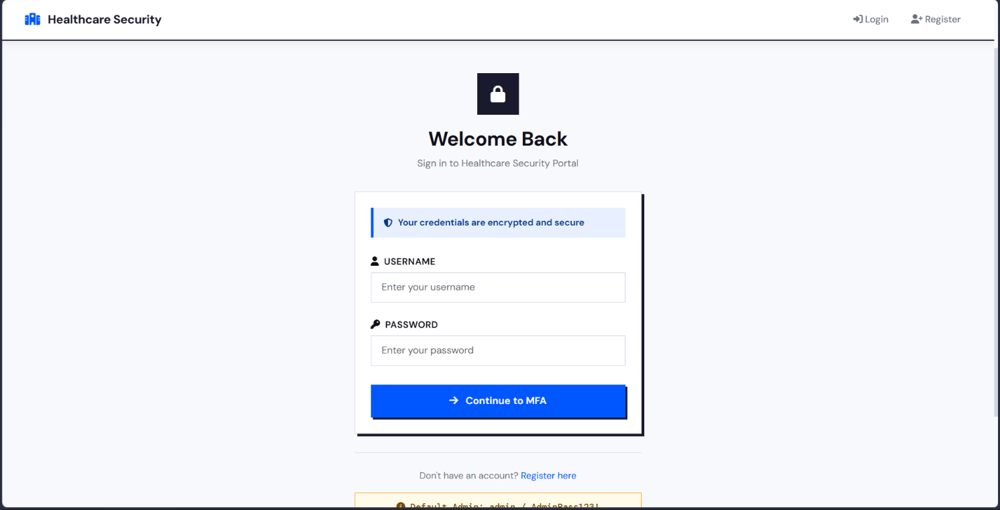 Healthcare Security
Login
Register
Welcome Back
Sign in to Healthcare Security Portal
Your credentials are encrypted and secure
USERNAME
Enter your username
PASSWORD
Enter your password
Continue to MFA
Don't have an account? Register here
Default Admin: admin / AdminPass123!